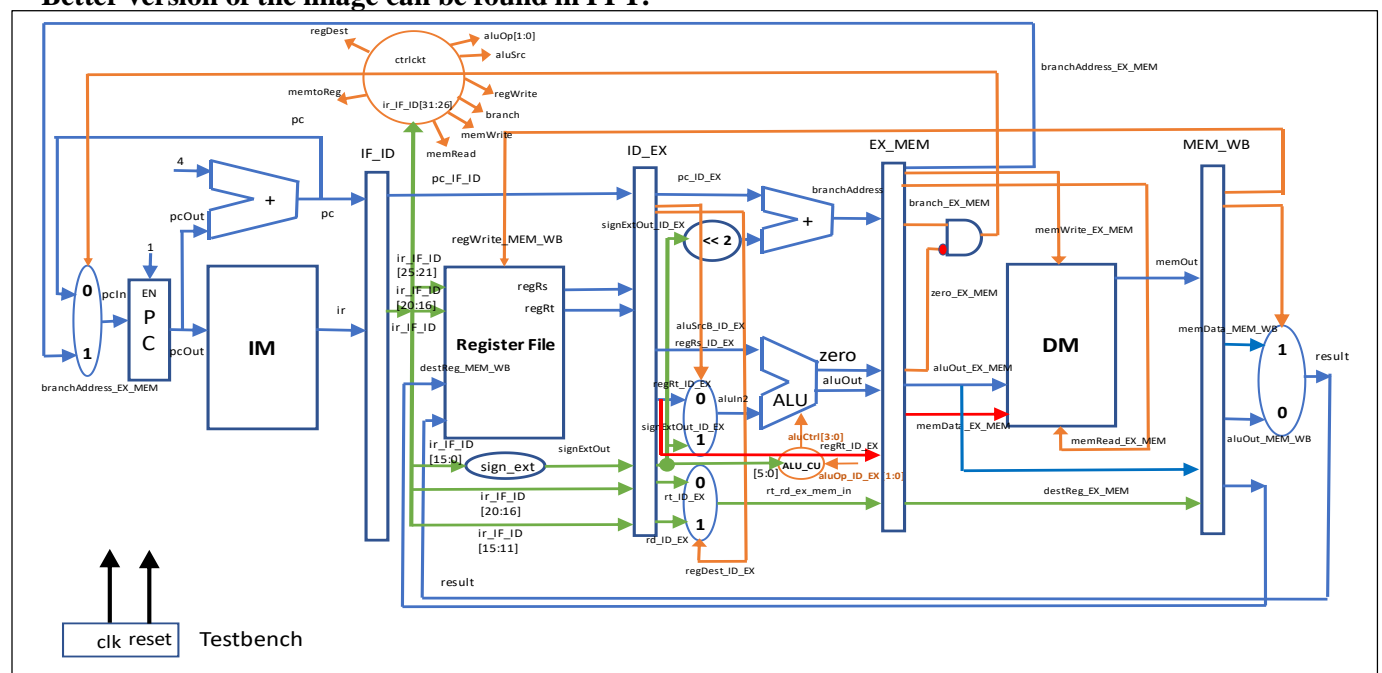 Better version of the image can be found in PPT.
regDest
aluOp[1:0]
aluSrc
ctrlckt
branchAddress_EX_MEM
memtoReg
ir_IF_ID[31:26]
regWrite
branch
memWrite
memRead
pc
IF_ID
ID_EX
EX_MEM
MEM_WB
4
pc_IF_ID
pc_ID_EX
branchAddress
+
pc
pcOut
signExtOut_ID_EX
<< 2
+
branch_EX_MEM
regWrite_MEM_WB
memWrite_EX_MEM
1
ir_IF_ID
[25:21]
ir_IF_ID
[20:16]
ir_IF_ID
regRs
regRt
memOut
zero_EX_MEM
0
1
pcIn
EN
P
C
pcOut
IM
ir
Register File
aluSrcB_ID_EX
regRs_ID_EX
zero
aluOut
DM
memData_MEM_WB
1
0
result
branchAddress_EX_MEM
destReg_MEM_WB
regRt_ID_EX
0
1
aluIn2
ALU
aluOut_EX_MEM
signExtOut_ID_EX
aluCtrl[3:0]
memData_EX_MEM
memRead_EX_MEM
aluOut_MEM_WB
ir_IF_ID
[15:0]
sign_ext
signExtOut
regRt_ID_EX
ALU_CU
[5:0]
aluOp_ID_EX[1:0]
ir_IF_ID
[20:16]
rt_ID_EX
0
1
rt_rd_ex_mem_in
destReg_EX_MEM
ir_IF_ID
[15:11]
rd_ID_EX
regDest_ID_EX
result
clk reset
Testbench